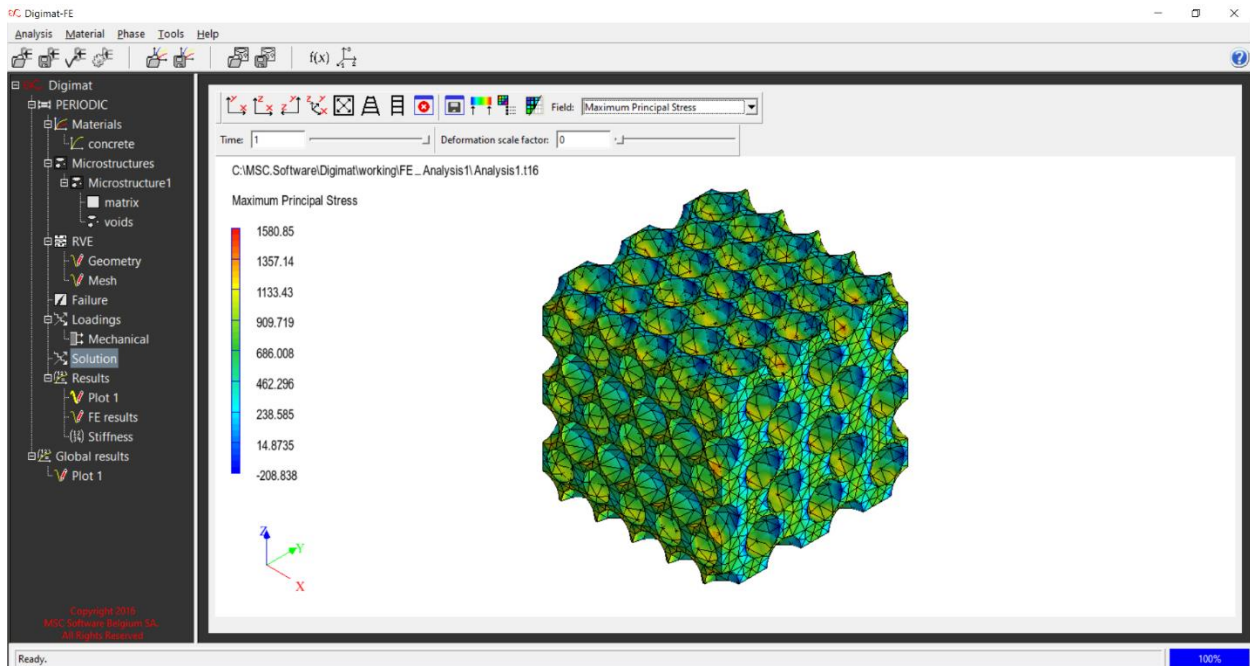 Digimat-FE
Analysis Material Phase Tools Help
f(x)
Digimat
PERIODIC
Materials
concrete
Microstructures
Microstructure1
matrix
voids
RVE
Geometry
Mesh
Failure
Loadings
Mechanical
Solution
Results
Plot 1
FE results
Stiffness
Global results
Plot 1
Copyright 2016
MSC Software Belgium SA.
All Rights Reserved
Field: Maximum Principal Stress
Time: 1 Deformation scale factor: 0
C:\MSC.Software\Digimat\working\FE_Analysis1\Analysis1.t16
Maximum Principal Stress
1580.85
1357.14
1133.43
909.719
686.008
462.296
238.585
14.8735
-208.838
Z
Y
X
Ready. 100%